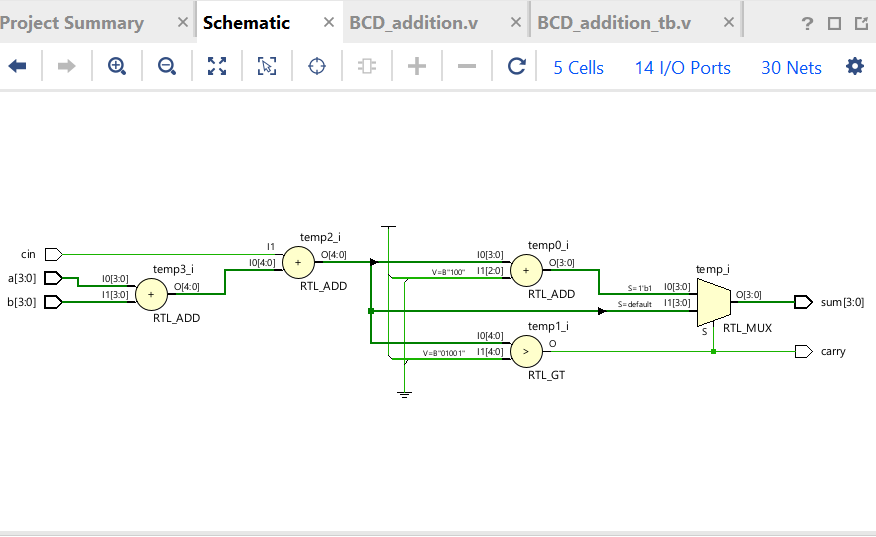 Project Summary × Schematic × BCD_addition.v × BCD_addition_tb.v × ?
5 Cells 14 I/O Ports 30 Nets
cin
a[3:0]
b[3:0]
temp3_i
I0[3:0]
I1[3:0]
+
O[4:0]
RTL_ADD
temp2_i
I1
I0[4:0]
+
O[4:0]
RTL_ADD
temp0_i
I0[3:0]
V=B"100" I1[2:0]
+
O[3:0]
RTL_ADD
temp1_i
I0[4:0]
V=B"01001" I1[4:0]
>
O
RTL_GT
temp_i
S=1'b1 I0[3:0]
S=default I1[3:0]
S
O[3:0]
RTL_MUX
sum[3:0]
carry